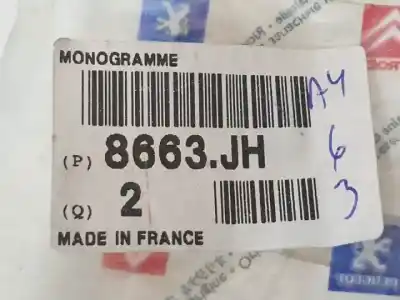 MONOGRAMME
A4
(P) 8663.JH
6
(Q) 2
3
MADE IN FRANCE